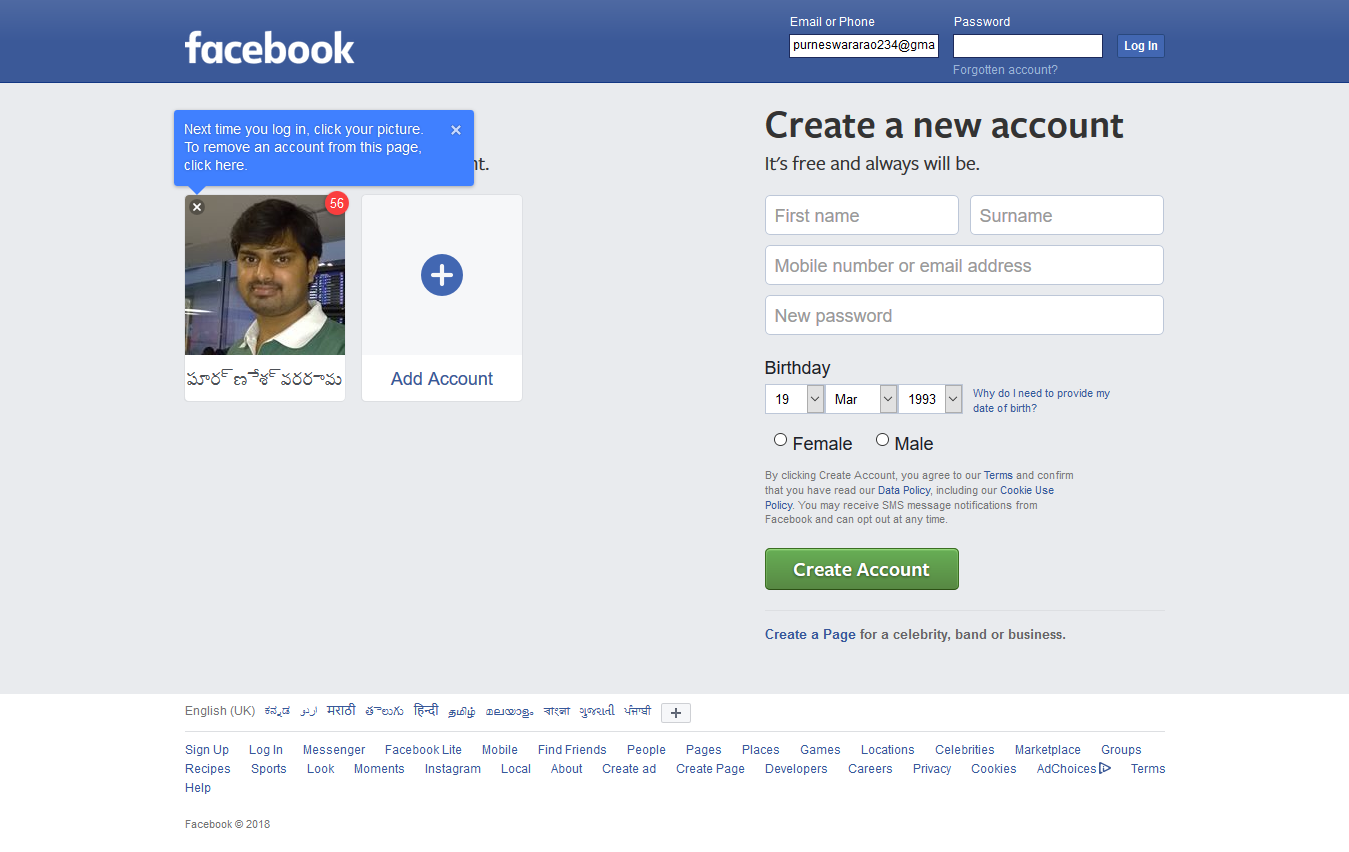 facebook
Email or Phone
Password
purneswararao234@gma
Log In
Forgotten account?
Next time you log in, click your picture.
To remove an account from this page,
click here.
nt.
56
పూర్ణేశ్వరరావు
Add Account
Create a new account
It's free and always will be.
First name
Surname
Mobile number or email address
New password
Birthday
19
Mar
1993
Why do I need to provide my
date of birth?
Female
Male
By clicking Create Account, you agree to our Terms and confirm
that you have read our Data Policy, including our Cookie Use
Policy. You may receive SMS message notifications from
Facebook and can opt out at any time.
Create Account
Create a Page for a celebrity, band or business.
English (UK) ಕನ್ನಡ اردو मराठी తెలుగు हिन्दी தமிழ் മലയാളം বাংলা ગુજરાતી ਪੰਜਾਬੀ
Sign Up Log In Messenger Facebook Lite Mobile Find Friends People Pages Places Games Locations Celebrities Marketplace Groups
Recipes Sports Look Moments Instagram Local About Create ad Create Page Developers Careers Privacy Cookies AdChoices Terms
Help
Facebook © 2018